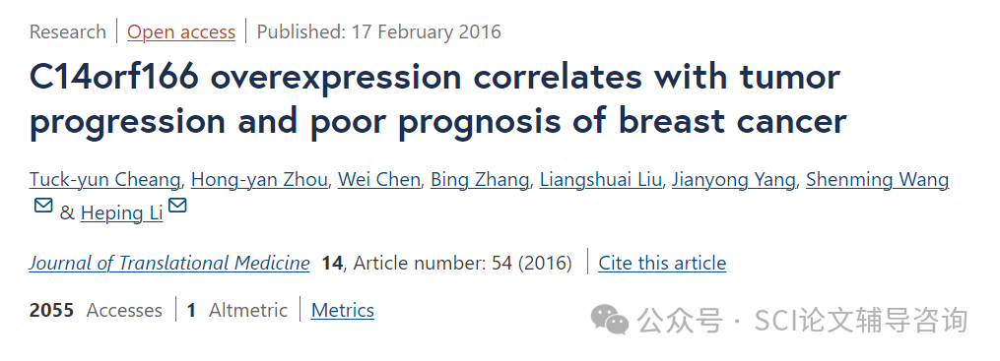 Research | Open access | Published: 17 February 2016
C14orf166 overexpression correlates with tumor
progression and poor prognosis of breast cancer
Tuck-yun Cheang, Hong-yan Zhou, Wei Chen, Bing Zhang, Liangshuai Liu, Jianyong Yang, Shenming Wang
& Heping Li
Journal of Translational Medicine 14, Article number: 54 (2016) | Cite this article
2055 Accesses | 1 Altmetric | Metrics
公众号 · SCI论文辅导咨询